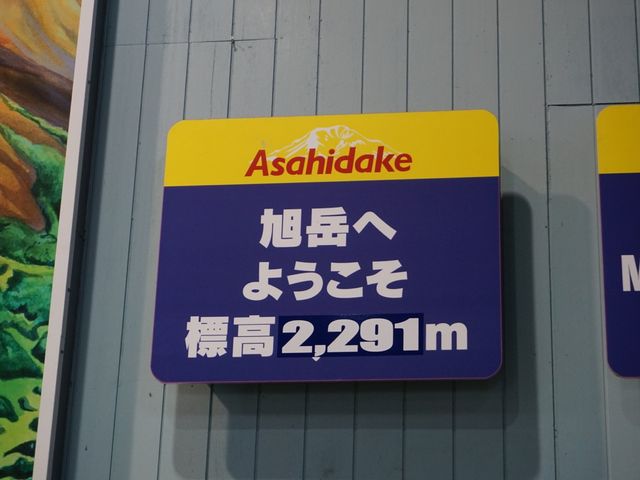 Asahidake
旭岳へ
ようこそ
標高2,291m
M